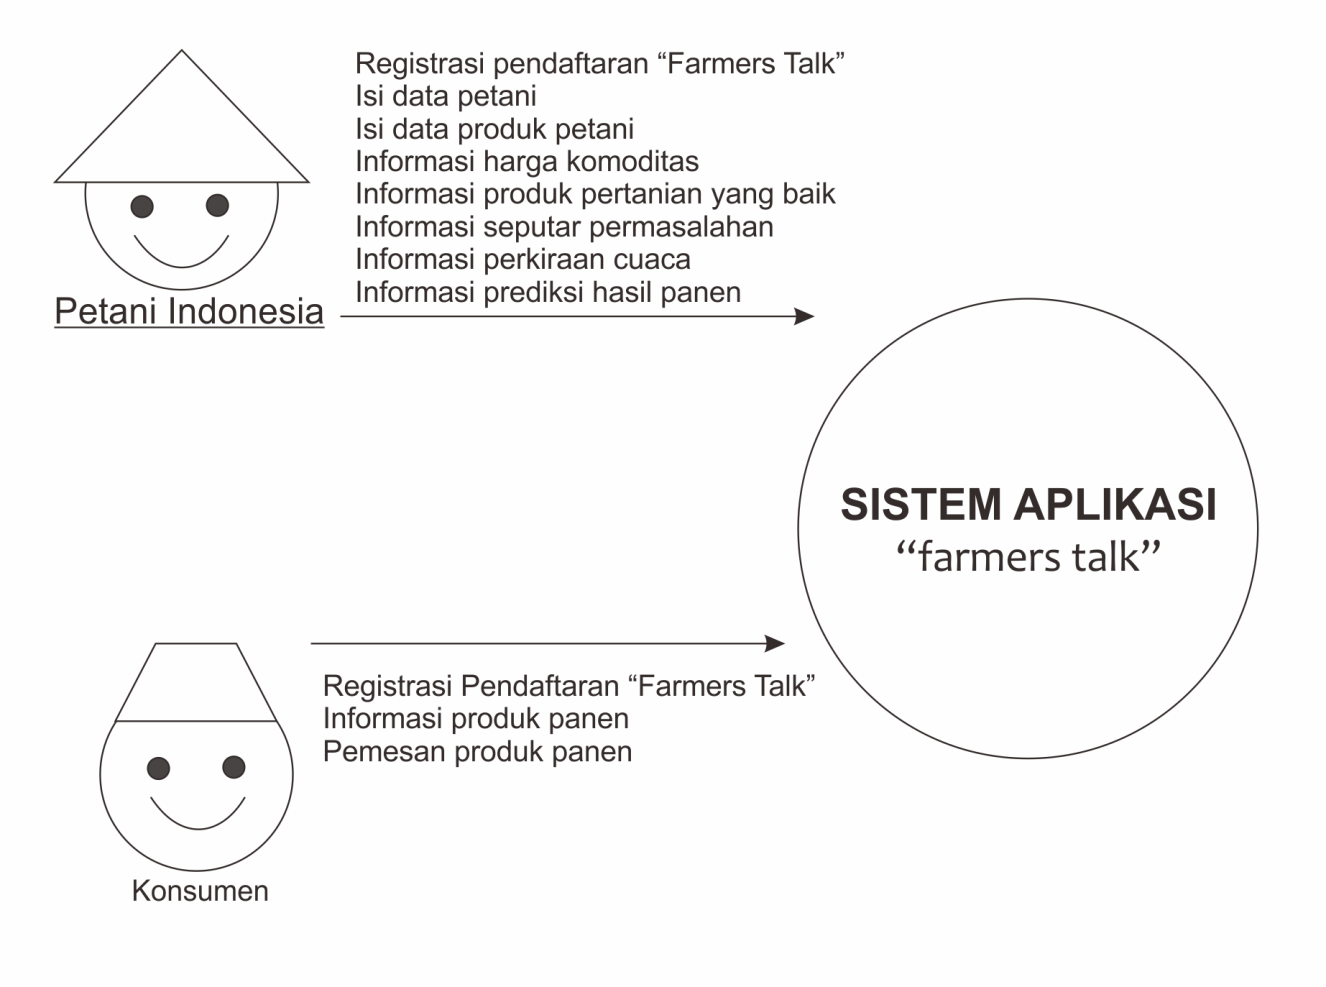 Registrasi pendaftaran “Farmers Talk”
Isi data petani
Isi data produk petani
Informasi harga komoditas
Informasi produk pertanian yang baik
Informasi seputar permasalahan
Informasi perkiraan cuaca
Informasi prediksi hasil panen
Petani Indonesia
SISTEM APLIKASI
“farmers talk”
Registrasi Pendaftaran “Farmers Talk”
Informasi produk panen
Pemesan produk panen
Konsumen